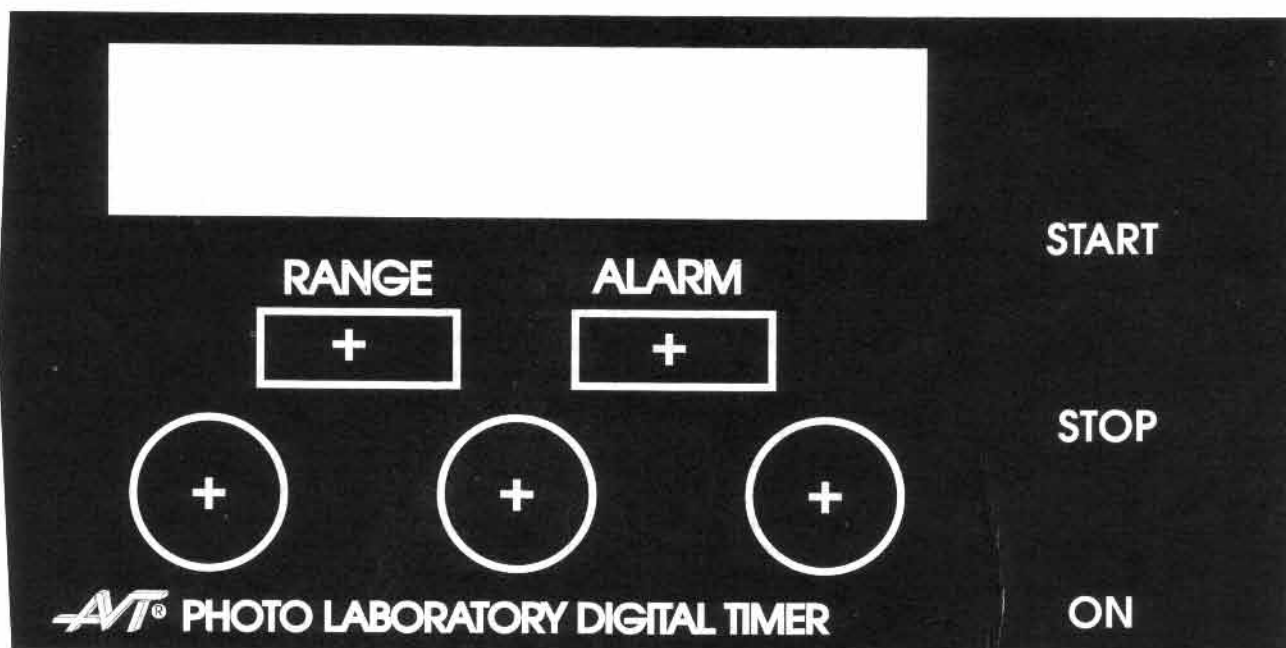 START
RANGE ALARM
+ +
STOP
+ + +
AVT® PHOTO LABORATORY DIGITAL TIMER
ON